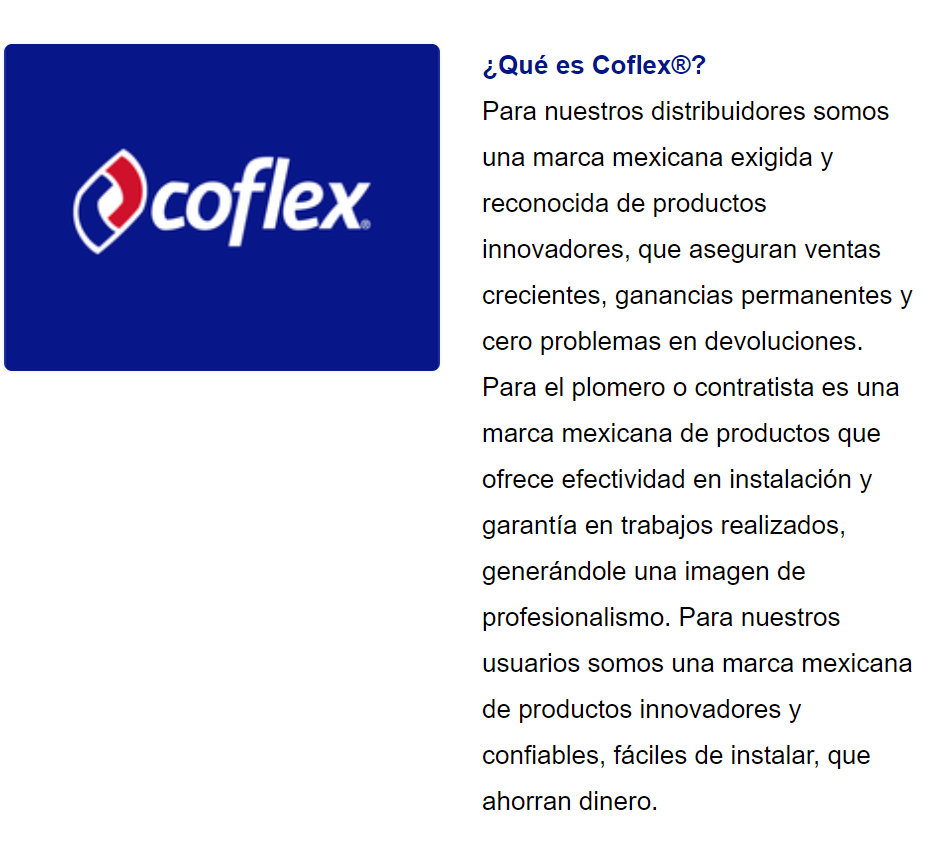 coflex®
¿Qué es Coflex®?
Para nuestros distribuidores somos
una marca mexicana exigida y
reconocida de productos
innovadores, que aseguran ventas
crecientes, ganancias permanentes y
cero problemas en devoluciones.
Para el plomero o contratista es una
marca mexicana de productos que
ofrece efectividad en instalación y
garantía en trabajos realizados,
generándole una imagen de
profesionalismo. Para nuestros
usuarios somos una marca mexicana
de productos innovadores y
confiables, fáciles de instalar, que
ahorran dinero.